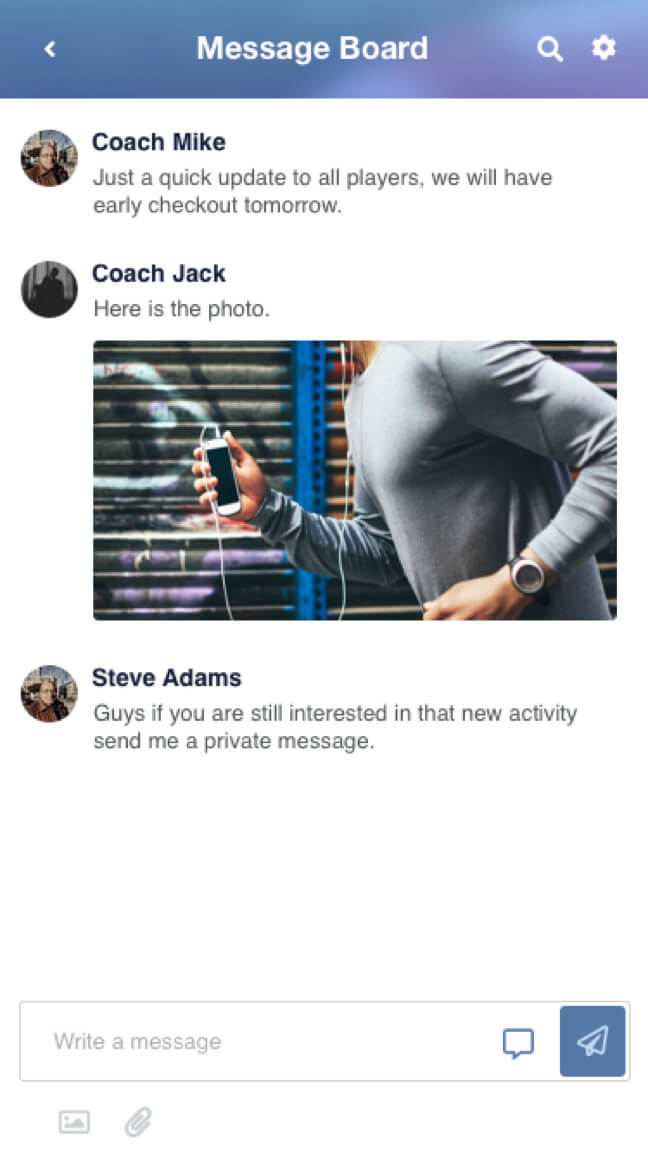 Message Board
Coach Mike
Just a quick update to all players, we will have
early checkout tomorrow.
Coach Jack
Here is the photo.
Steve Adams
Guys if you are still interested in that new activity
send me a private message.
Write a message